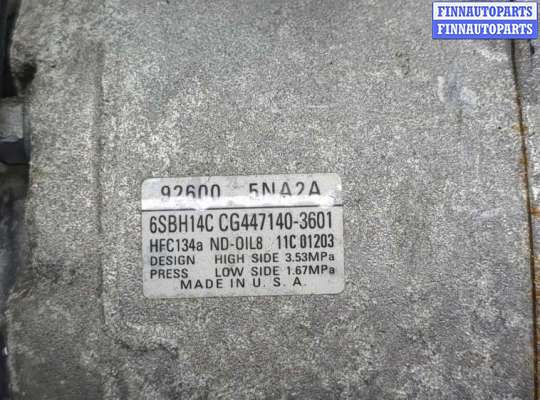 FINNAUTOPARTS
FINNAUTOPARTS
92600 5NA2A
6SBH14C CG447140-3601
HFC134a ND-OIL8 11C 01203
DESIGN HIGH SIDE 3.53MPa
PRESS LOW SIDE 1.67MPa
MADE IN U. S. A.